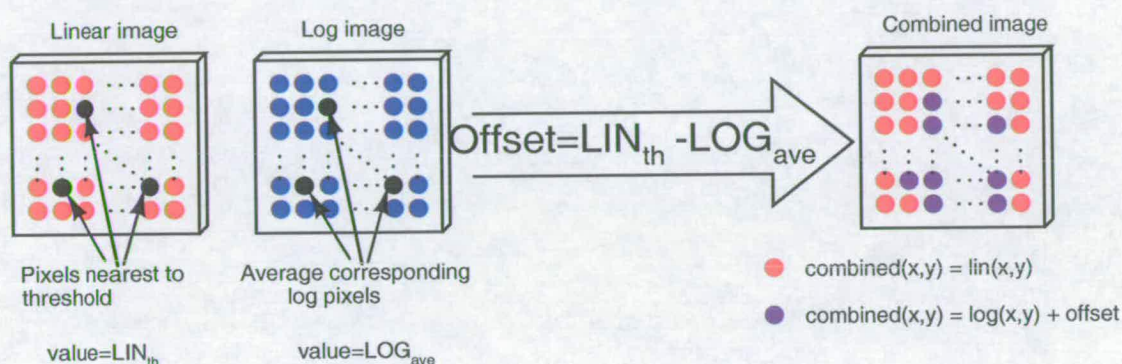 Linear image
Log image
Combined image
Offset=LIN_th -LOG_ave
Pixels nearest to
threshold
Average corresponding
log pixels
combined(x,y) = lin(x,y)
combined(x,y) = log(x,y) + offset
value=LIN_th
value=LOG_ave